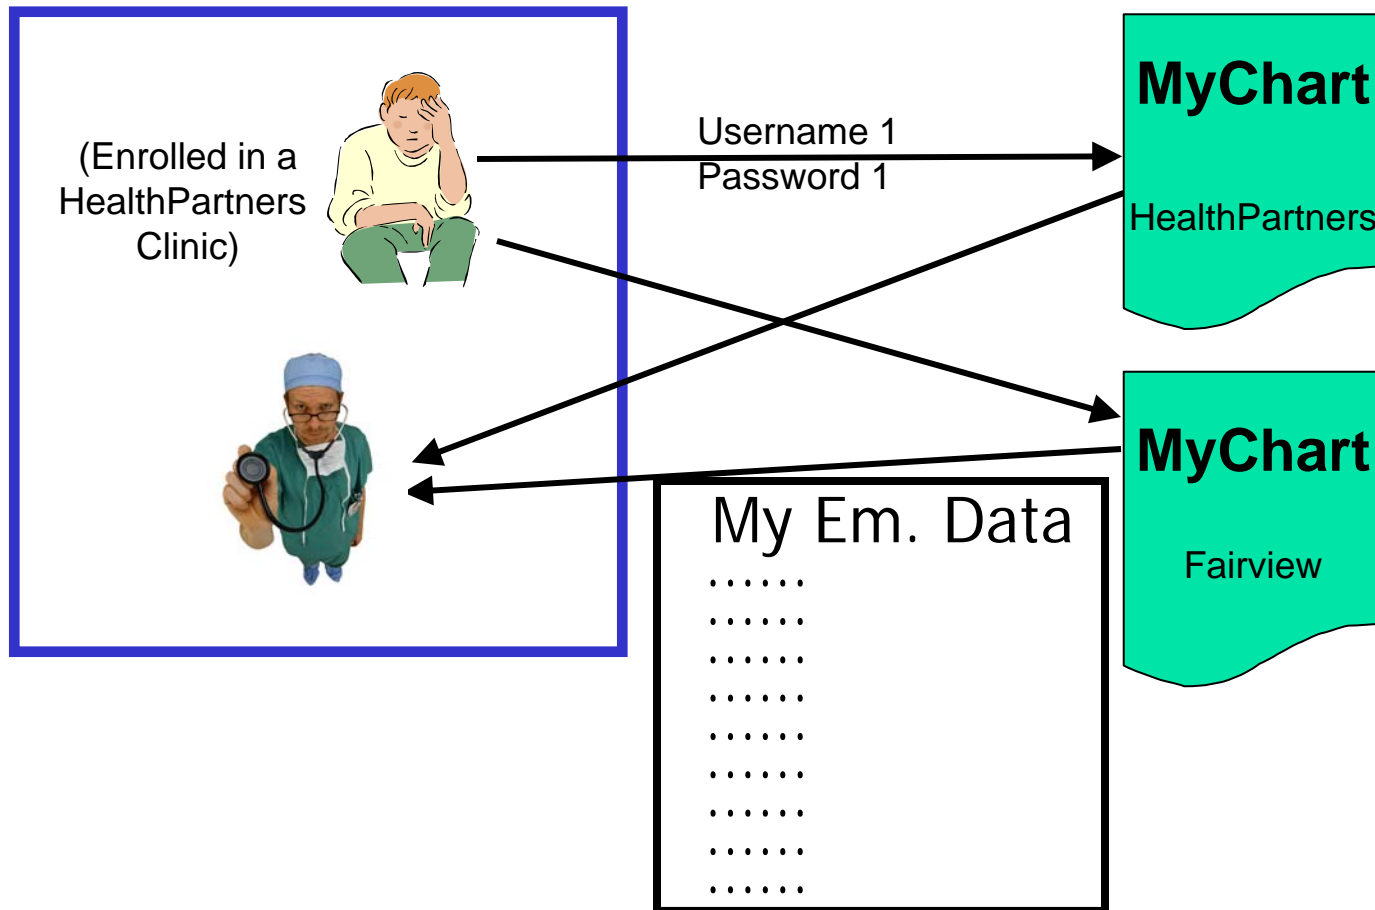 (Enrolled in a
HealthPartners
Clinic)
Username 1
Password 1
MyChart
HealthPartners
MyChart
Fairview
My Em. Data
......
......
......
......
......
......
......
......
......